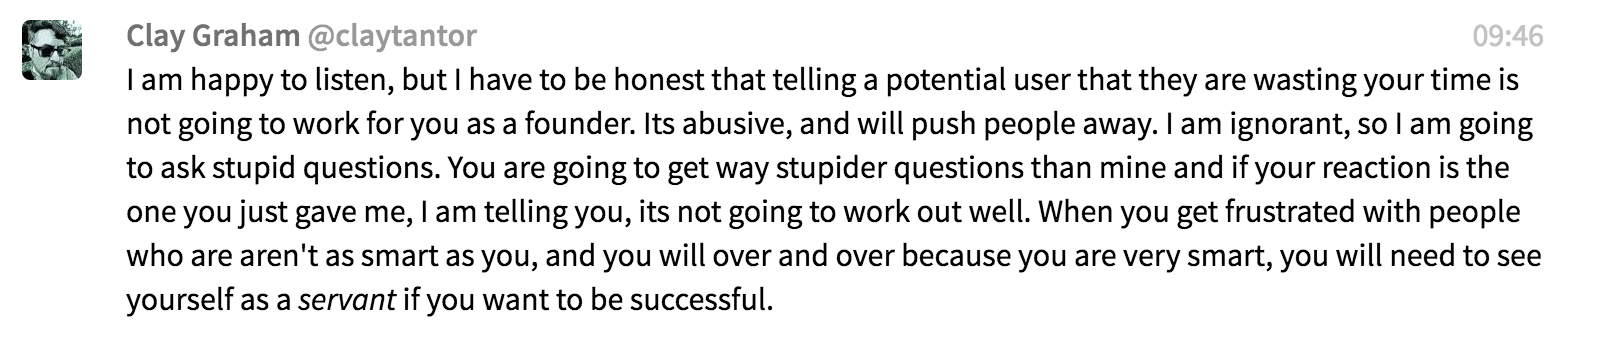 Clay Graham @claytantor 09:46
I am happy to listen, but I have to be honest that telling a potential user that they are wasting your time is
not going to work for you as a founder. Its abusive, and will push people away. I am ignorant, so I am going
to ask stupid questions. You are going to get way stupider questions than mine and if your reaction is the
one you just gave me, I am telling you, its not going to work out well. When you get frustrated with people
who are aren't as smart as you, and you will over and over because you are very smart, you will need to see
yourself as a servant if you want to be successful.